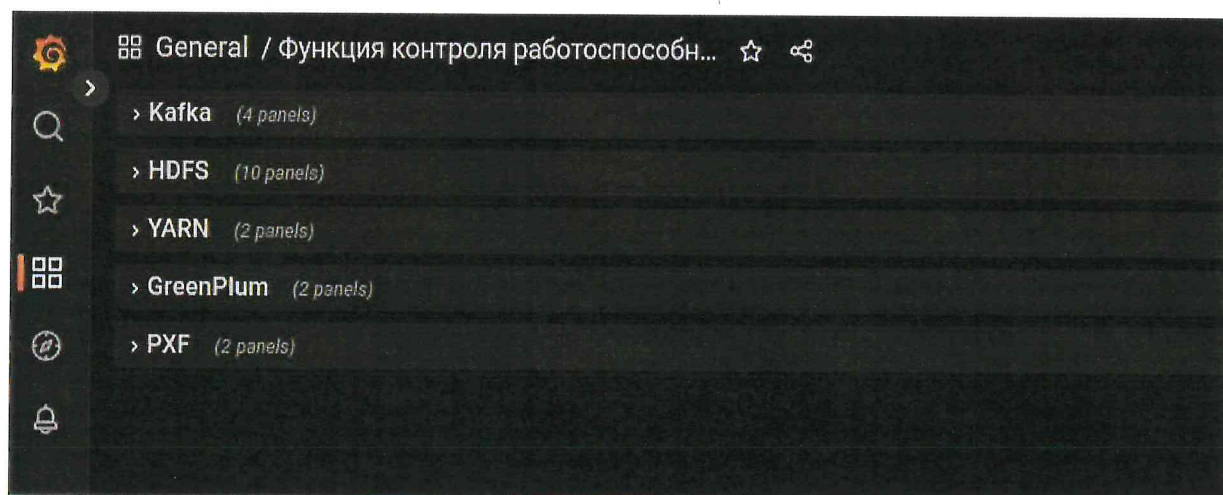 General / Функция контроля работоспособн...
Kafka (4 panels)
HDFS (10 panels)
YARN (2 panels)
GreenPlum (2 panels)
PXF (2 panels)